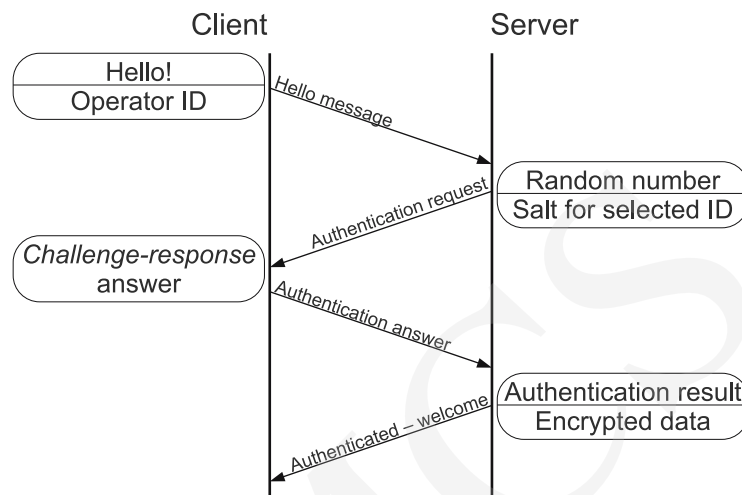 Client
Server
Hello!
Operator ID
Hello message
Random number
Salt for selected ID
Authentication request
Challenge-response
answer
Authentication answer
Authentication result
Encrypted data
Authenticated – welcome